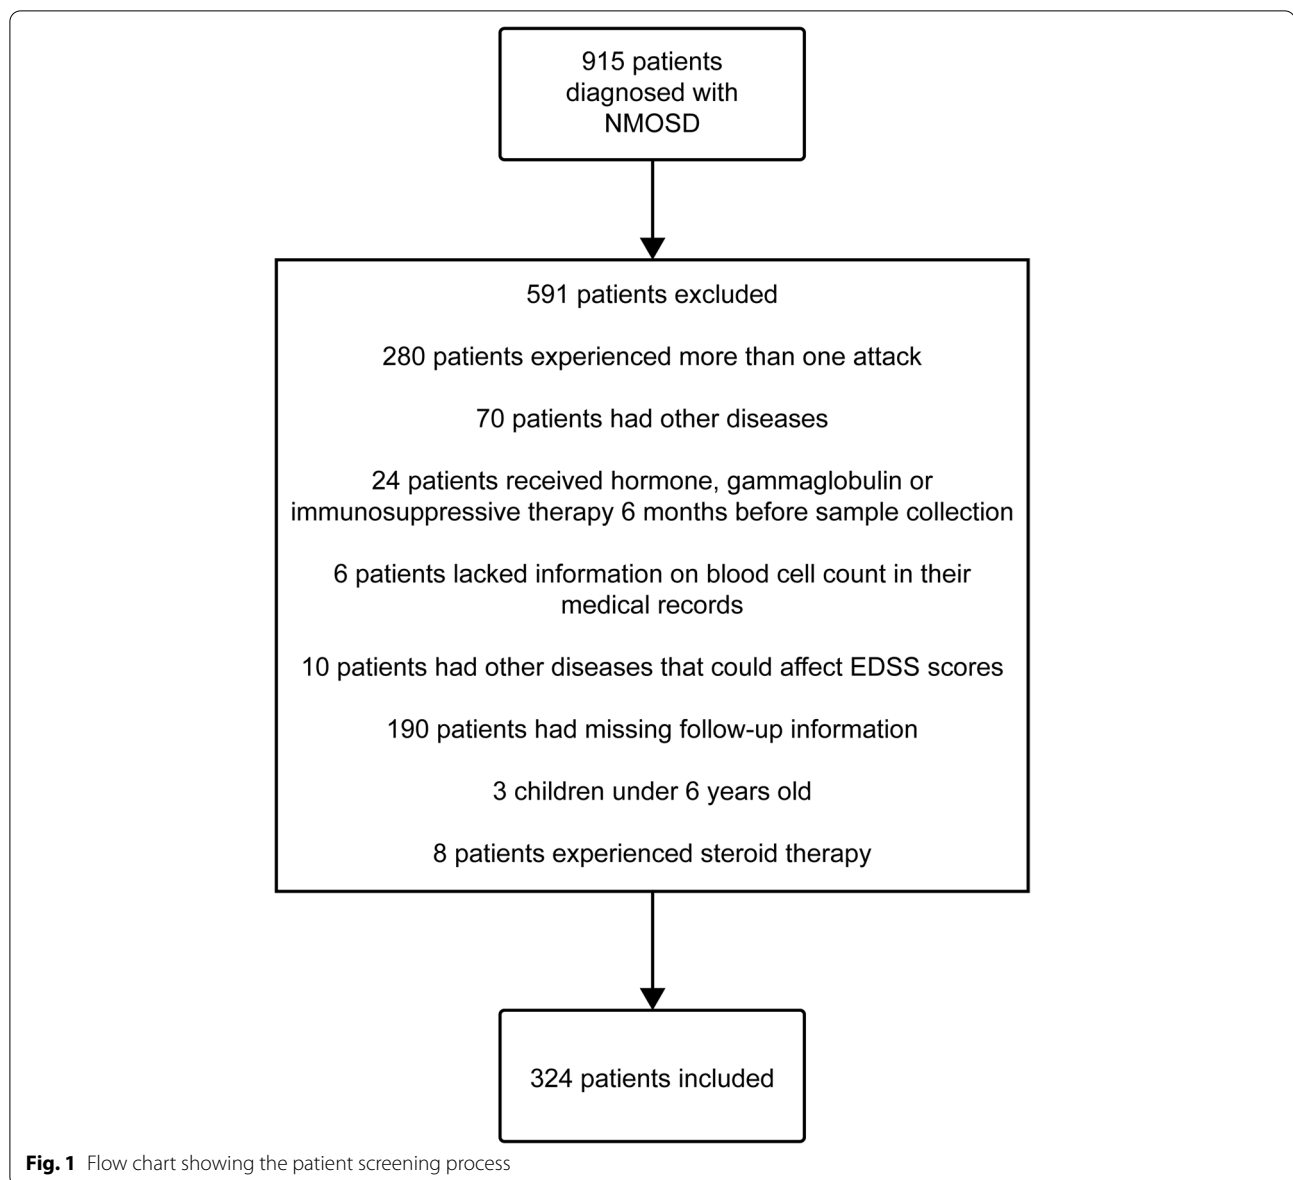 915 patients
diagnosed with
NMOSD
591 patients excluded
280 patients experienced more than one attack
70 patients had other diseases
24 patients received hormone, gammaglobulin or
immunosuppressive therapy 6 months before sample collection
6 patients lacked information on blood cell count in their
medical records
10 patients had other diseases that could affect EDSS scores
190 patients had missing follow-up information
3 children under 6 years old
8 patients experienced steroid therapy
324 patients included
Fig. 1 Flow chart showing the patient screening process